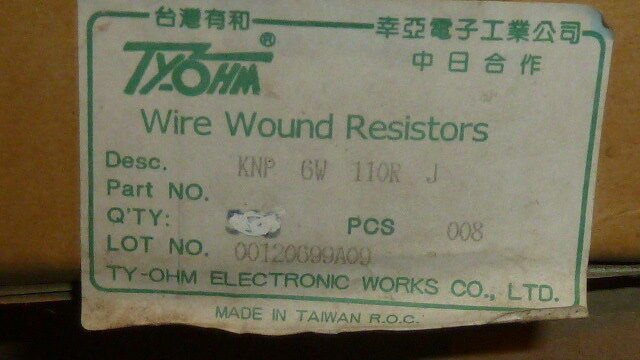 台灣有和 幸亞電子工業公司
TY-OHM ® 中日合作
Wire Wound Resistors
Desc. KNP 6W 110R J
Part NO.
Q'TY: PCS 008
LOT NO. 00120699A09
TY-OHM ELECTRONIC WORKS CO., LTD.
MADE IN TAIWAN R.O.C.